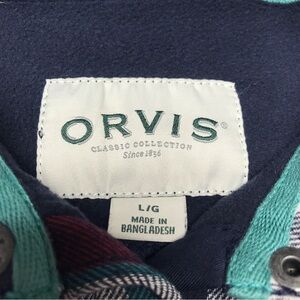 ORVIS®
CLASSIC COLLECTION
Since 1856
L/G
MADE IN
BANGLADESH